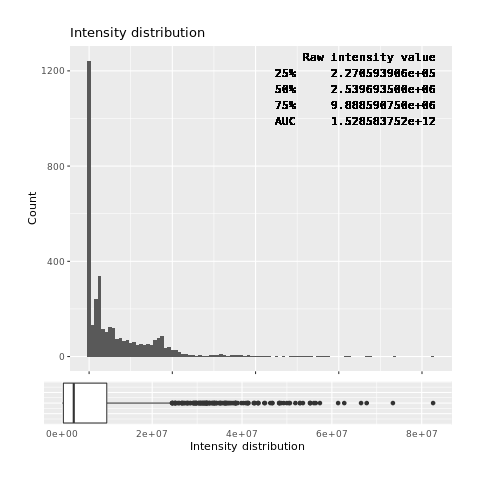 Intensity distribution
Raw intensity value
25% 2.270593906e+05
50% 2.539693500e+06
75% 9.888590750e+06
AUC 1.528583752e+12
1200
800
400
0
Count
0e+00 2e+07 4e+07 6e+07 8e+07
Intensity distribution